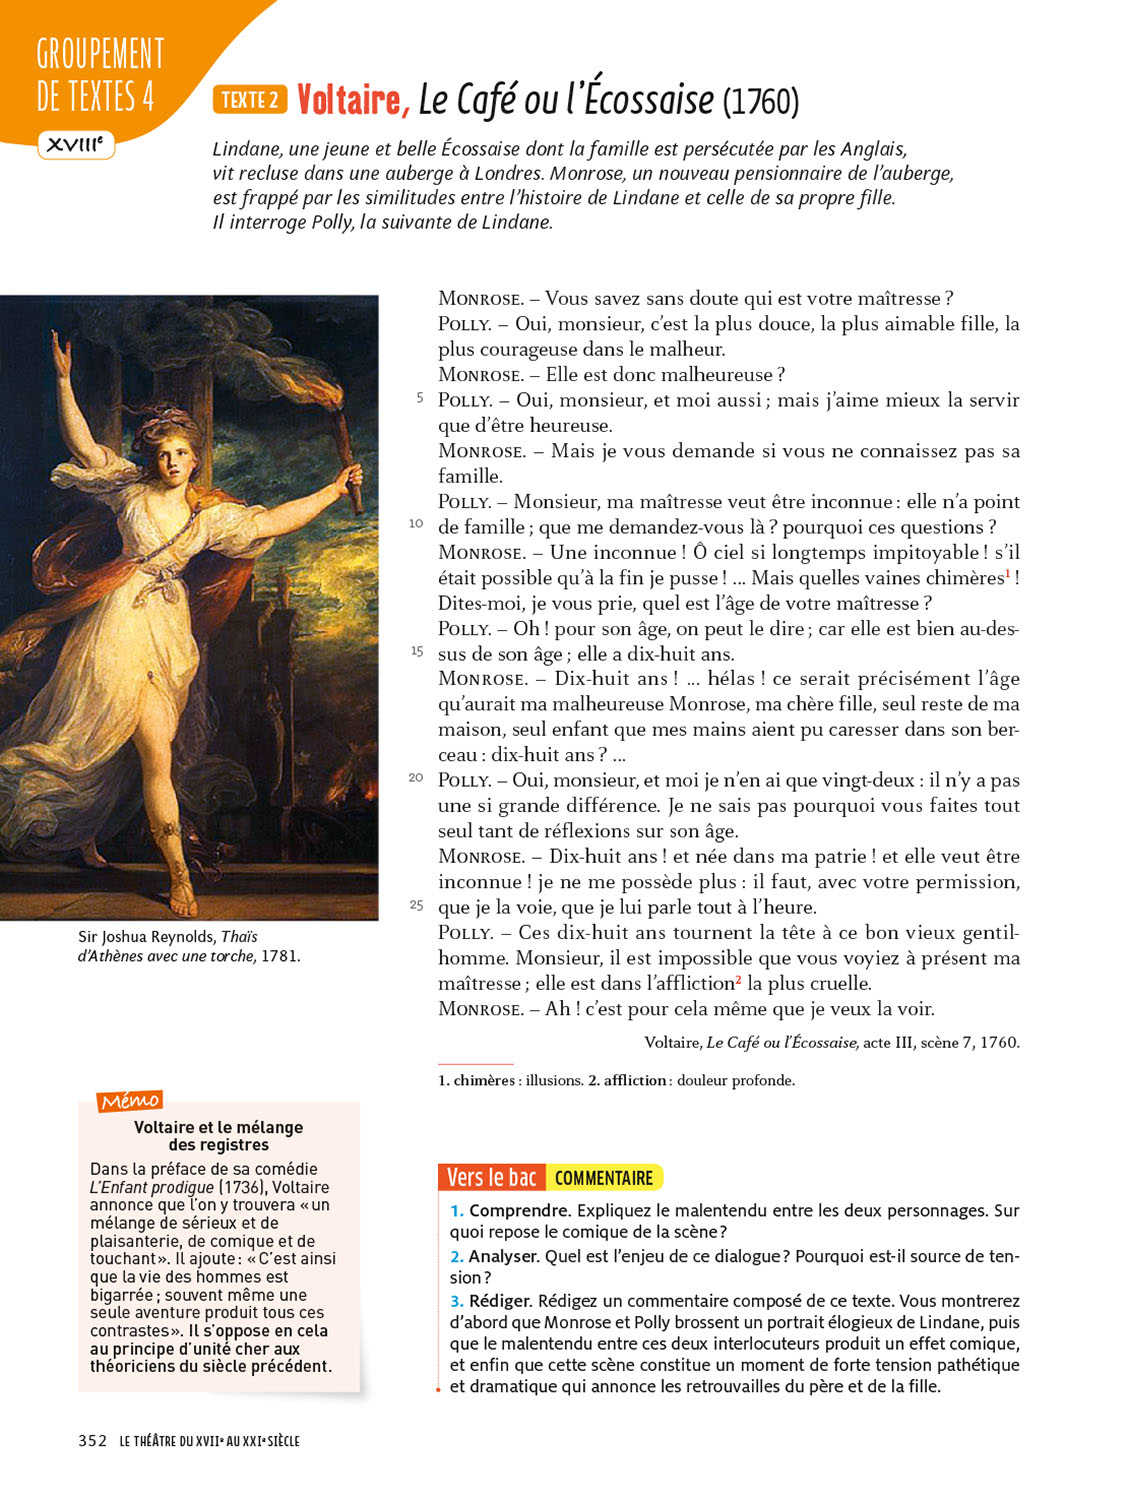 GROUPEMENT
DE TEXTES 4
XVIIIe
TEXTE 2 Voltaire, Le Café ou l’Écossaise (1760)
Lindane, une jeune et belle Écossaise dont la famille est persécutée par les Anglais,
vit recluse dans une auberge à Londres. Monrose, un nouveau pensionnaire de l’auberge,
est frappé par les similitudes entre l’histoire de Lindane et celle de sa propre fille.
Il interroge Polly, la suivante de Lindane.
MONROSE. – Vous savez sans doute qui est votre maîtresse ?
POLLY. – Oui, monsieur, c’est la plus douce, la plus aimable fille, la
plus courageuse dans le malheur.
MONROSE. – Elle est donc malheureuse ?
5 POLLY. – Oui, monsieur, et moi aussi ; mais j’aime mieux la servir
que d’être heureuse.
MONROSE. – Mais je vous demande si vous ne connaissez pas sa
famille.
POLLY. – Monsieur, ma maîtresse veut être inconnue : elle n’a point
10 de famille ; que me demandez-vous là ? pourquoi ces questions ?
MONROSE. – Une inconnue ! Ô ciel si longtemps impitoyable ! s’il
était possible qu’à la fin je pusse ! ... Mais quelles vaines chimères1 !
Dites-moi, je vous prie, quel est l’âge de votre maîtresse ?
POLLY. – Oh ! pour son âge, on peut le dire ; car elle est bien au-des-
15 sus de son âge ; elle a dix-huit ans.
MONROSE. – Dix-huit ans ! ... hélas ! ce serait précisément l’âge
qu’aurait ma malheureuse Monrose, ma chère fille, seul reste de ma
maison, seul enfant que mes mains aient pu caresser dans son ber-
ceau : dix-huit ans ? ...
20 POLLY. – Oui, monsieur, et moi je n’en ai que vingt-deux : il n’y a pas
une si grande différence. Je ne sais pas pourquoi vous faites tout
seul tant de réflexions sur son âge.
MONROSE. – Dix-huit ans ! et née dans ma patrie ! et elle veut être
inconnue ! je ne me possède plus : il faut, avec votre permission,
25 que je la voie, que je lui parle tout à l’heure.
POLLY. – Ces dix-huit ans tournent la tête à ce bon vieux gentil-
homme. Monsieur, il est impossible que vous voyiez à présent ma
maîtresse ; elle est dans l’affliction2 la plus cruelle.
MONROSE. – Ah ! c’est pour cela même que je veux la voir.
Voltaire, Le Café ou l’Écossaise, acte III, scène 7, 1760.
1. chimères : illusions. 2. affliction : douleur profonde.
Sir Joshua Reynolds, Thaïs
d’Athènes avec une torche, 1781.
Mémo
Voltaire et le mélange
des registres
Dans la préface de sa comédie
L’Enfant prodigue (1736), Voltaire
annonce que l’on y trouvera « un
mélange de sérieux et de
plaisanterie, de comique et de
touchant ». Il ajoute : « C’est ainsi
que la vie des hommes est
bigarrée ; souvent même une
seule aventure produit tous ces
contrastes ». Il s’oppose en cela
au principe d’unité cher aux
théoriciens du siècle précédent.
Vers le bac COMMENTAIRE
1. Comprendre. Expliquez le malentendu entre les deux personnages. Sur
quoi repose le comique de la scène ?
2. Analyser. Quel est l’enjeu de ce dialogue ? Pourquoi est-il source de ten-
sion ?
3. Rédiger. Rédigez un commentaire composé de ce texte. Vous montrerez
d’abord que Monrose et Polly brossent un portrait élogieux de Lindane, puis
que le malentendu entre ces deux interlocuteurs produit un effet comique,
et enfin que cette scène constitue un moment de forte tension pathétique
et dramatique qui annonce les retrouvailles du père et de la fille.
352 LE THÉÂTRE DU XVIIe AU XXIe SIÈCLE